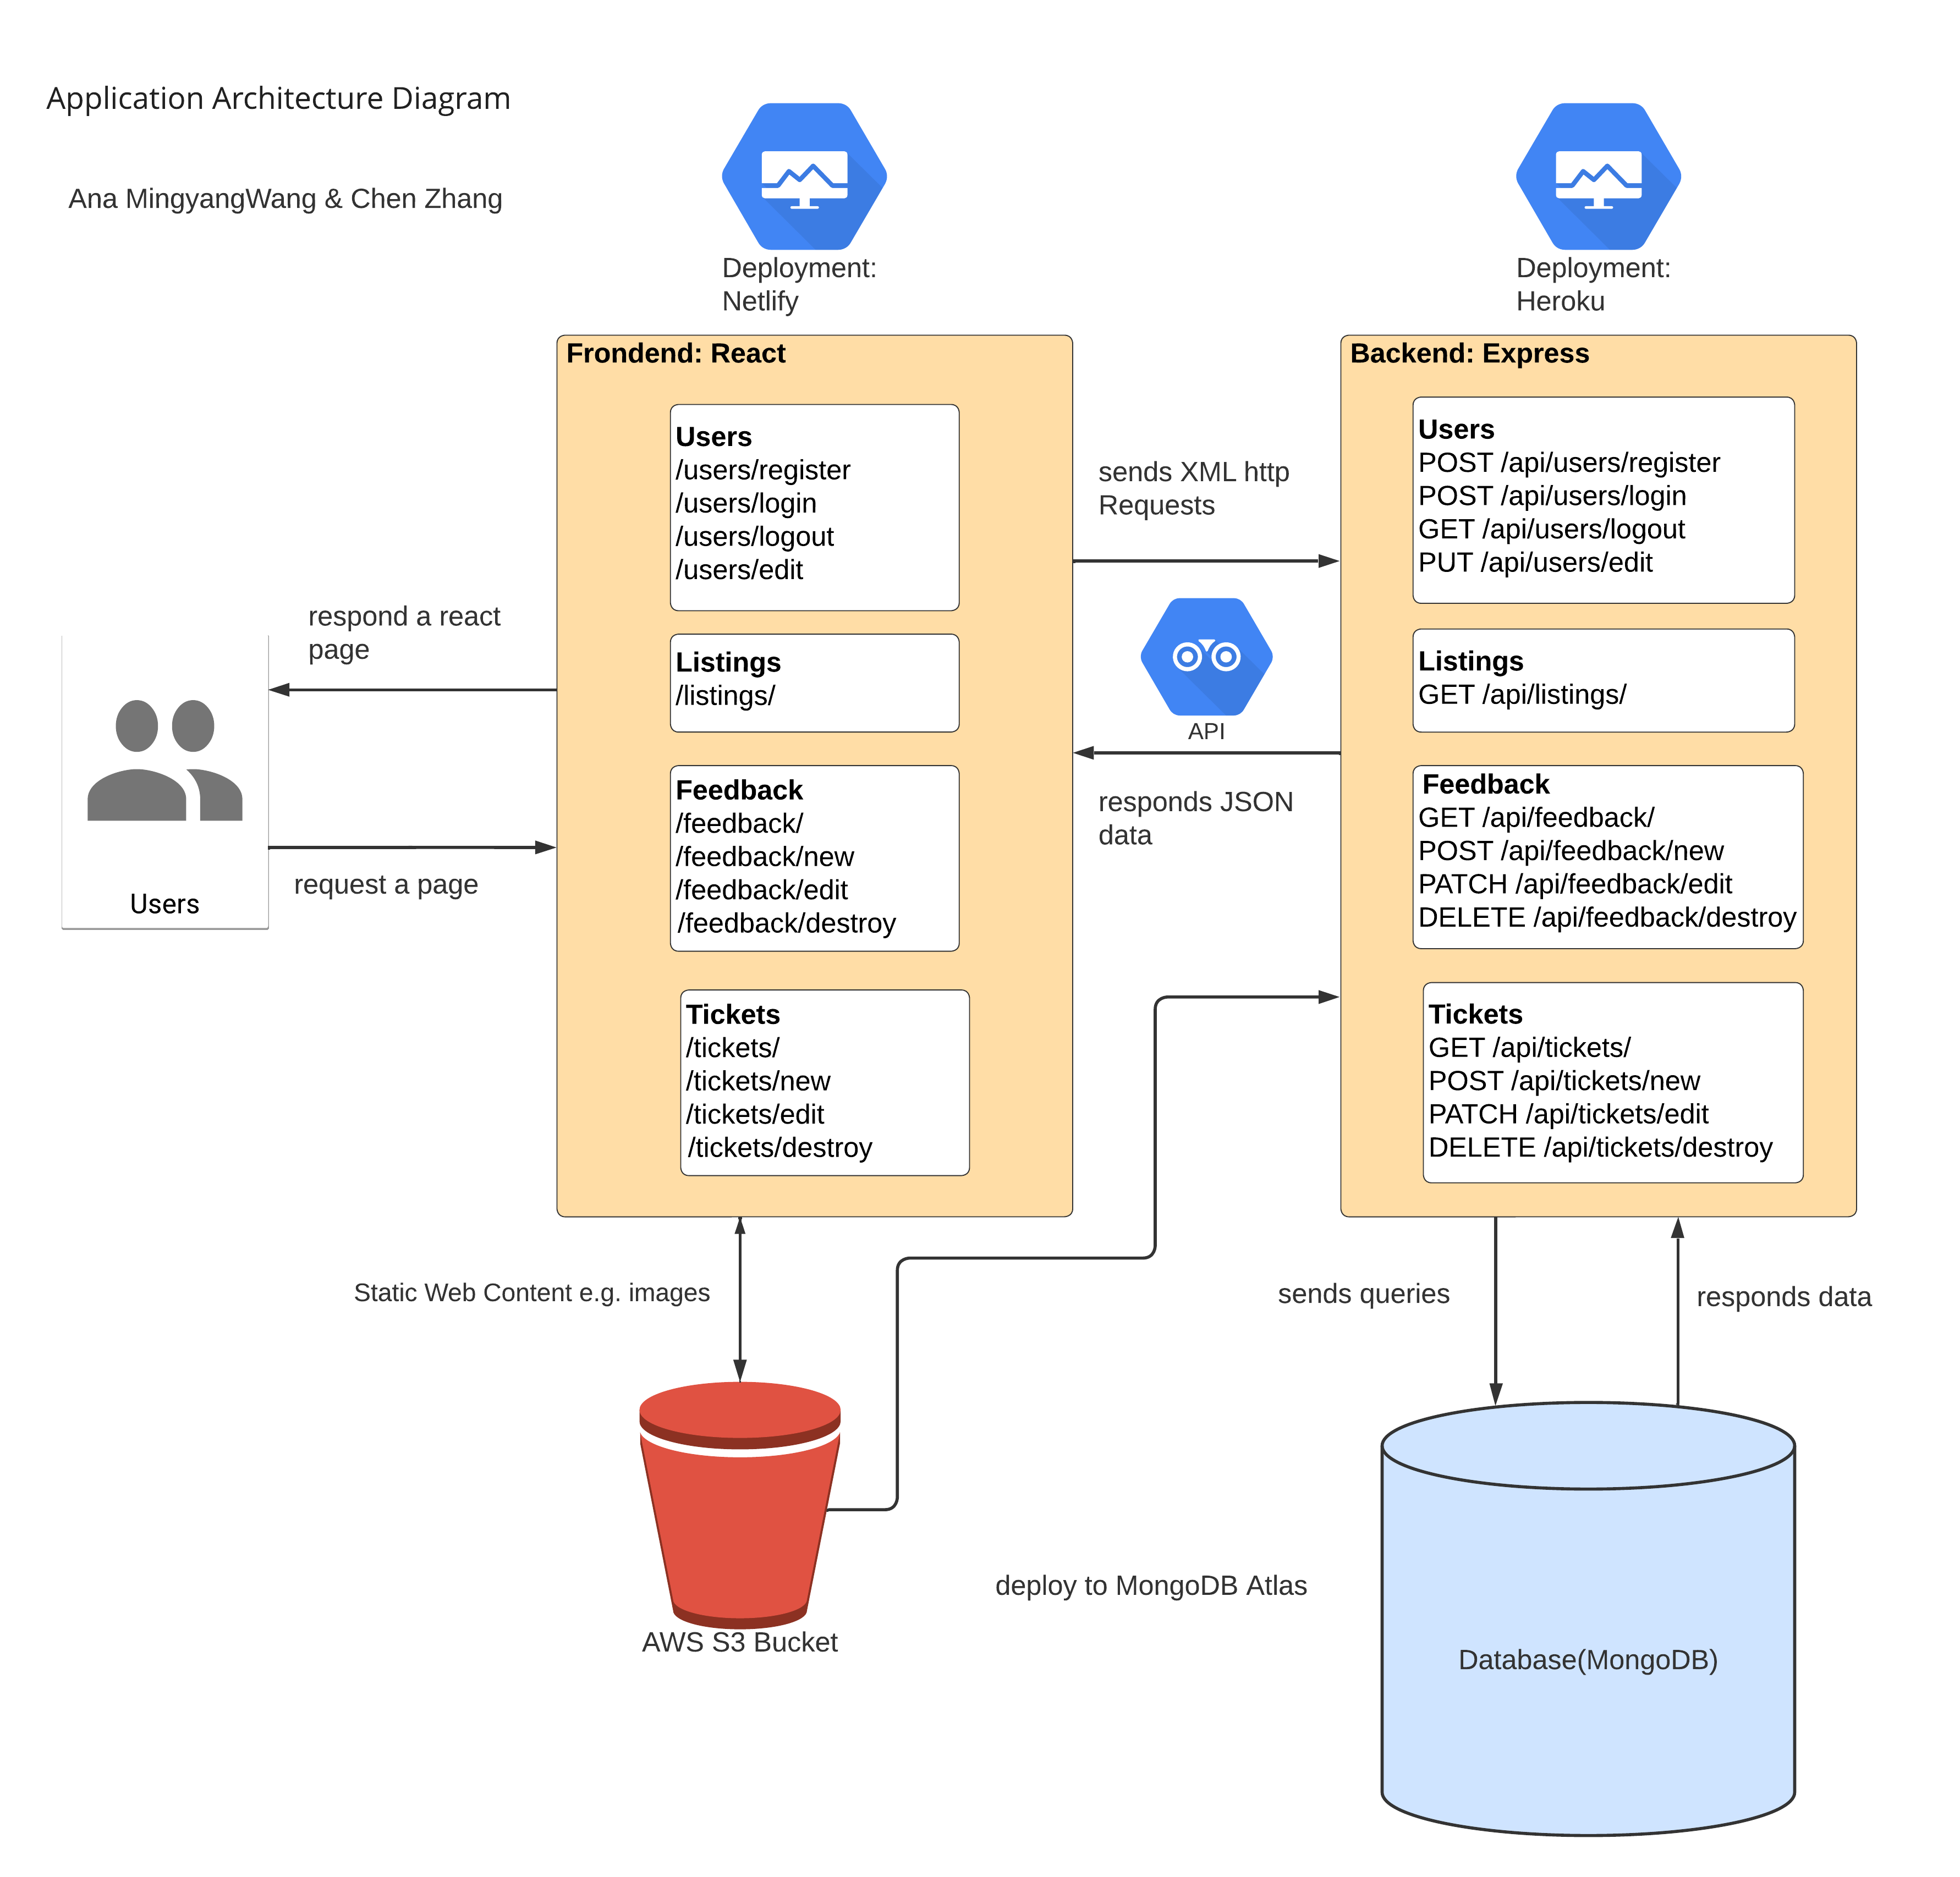 Application Architecture Diagram
Ana MingyangWang & Chen Zhang
Deployment:
Netlify
Deployment:
Heroku
Frondend: React
Users
/users/register
/users/login
/users/logout
/users/edit
Listings
/listings/
Feedback
/feedback/
/feedback/new
/feedback/edit
/feedback/destroy
Tickets
/tickets/
/tickets/new
/tickets/edit
/tickets/destroy
sends XML http
Requests
API
responds JSON
data
Backend: Express
Users
POST /api/users/register
POST /api/users/login
GET /api/users/logout
PUT /api/users/edit
Listings
GET /api/listings/
Feedback
GET /api/feedback/
POST /api/feedback/new
PATCH /api/feedback/edit
DELETE /api/feedback/destroy
Tickets
GET /api/tickets/
POST /api/tickets/new
PATCH /api/tickets/edit
DELETE /api/tickets/destroy
respond a react
page
Users
request a page
Static Web Content e.g. images
sends queries
responds data
AWS S3 Bucket
deploy to MongoDB Atlas
Database(MongoDB)